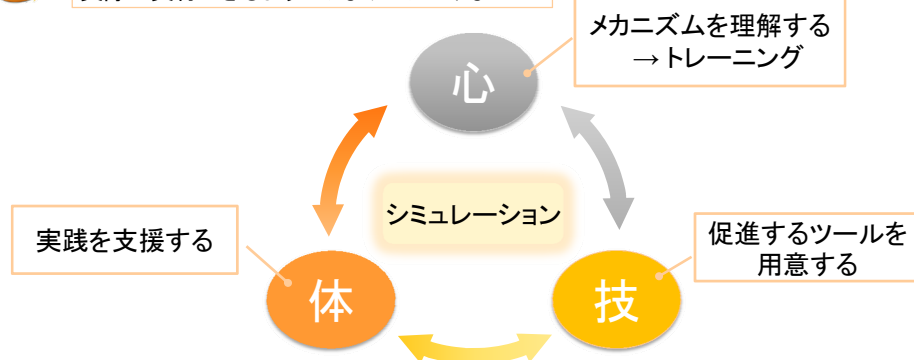 メカニズムを理解する
→トレーニング
心
シミュレーション
実践を支援する
促進するツールを
用意する
体
技